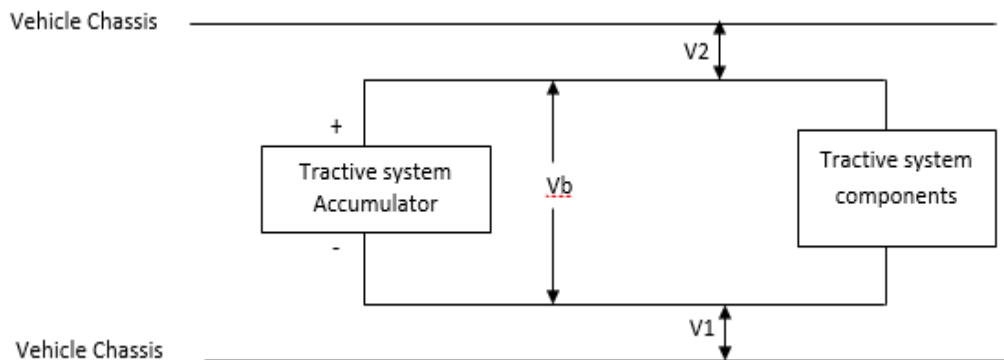 Vehicle Chassis
V2
+
Tractive system
Accumulator
-
Vb
Tractive system
components
V1
Vehicle Chassis